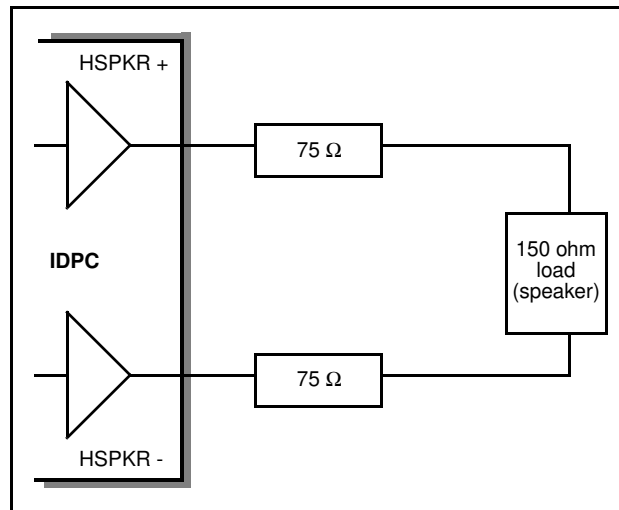 HSPKR +
75 Ω
IDPC
150 ohm
load
(speaker)
75 Ω
HSPKR -